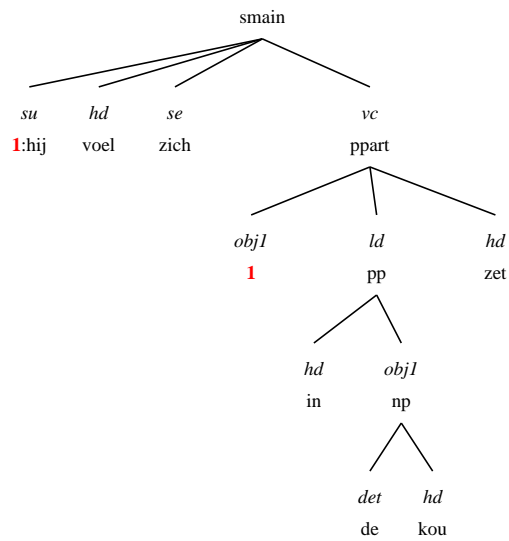 smain
su hd se vc
1:hij voel zich ppart
obj1 ld hd
1 pp zet
hd obj1
in np
det hd
de kou